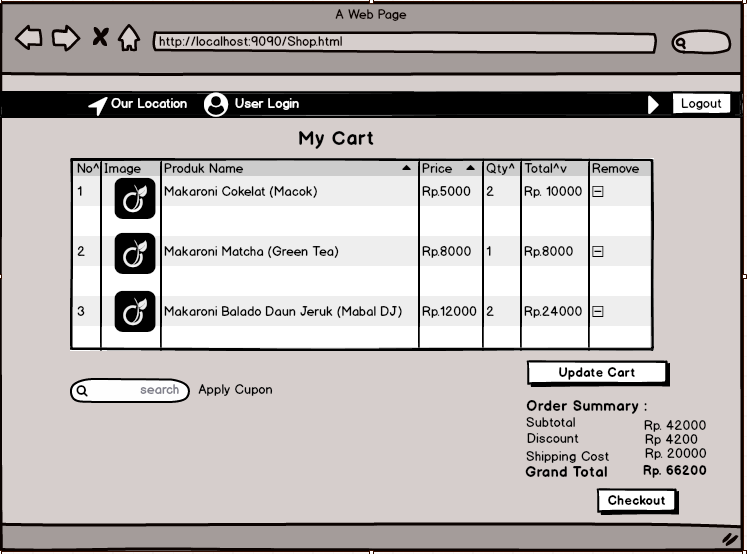 A Web Page
http://localhost:9090/Shop.html
Our Location User Login Logout
My Cart
No^ Image Produk Name Price Qty^ Total^v Remove
1 Makaroni Cokelat (Macok) Rp.5000 2 Rp. 10000
2 Makaroni Matcha (Green Tea) Rp.8000 1 Rp.8000
3 Makaroni Balado Daun Jeruk (Mabal DJ) Rp.12000 2 Rp.24000
Update Cart
search Apply Cupon
Order Summary :
Subtotal Rp. 42000
Discount Rp 4200
Shipping Cost Rp. 20000
Grand Total Rp. 66200
Checkout